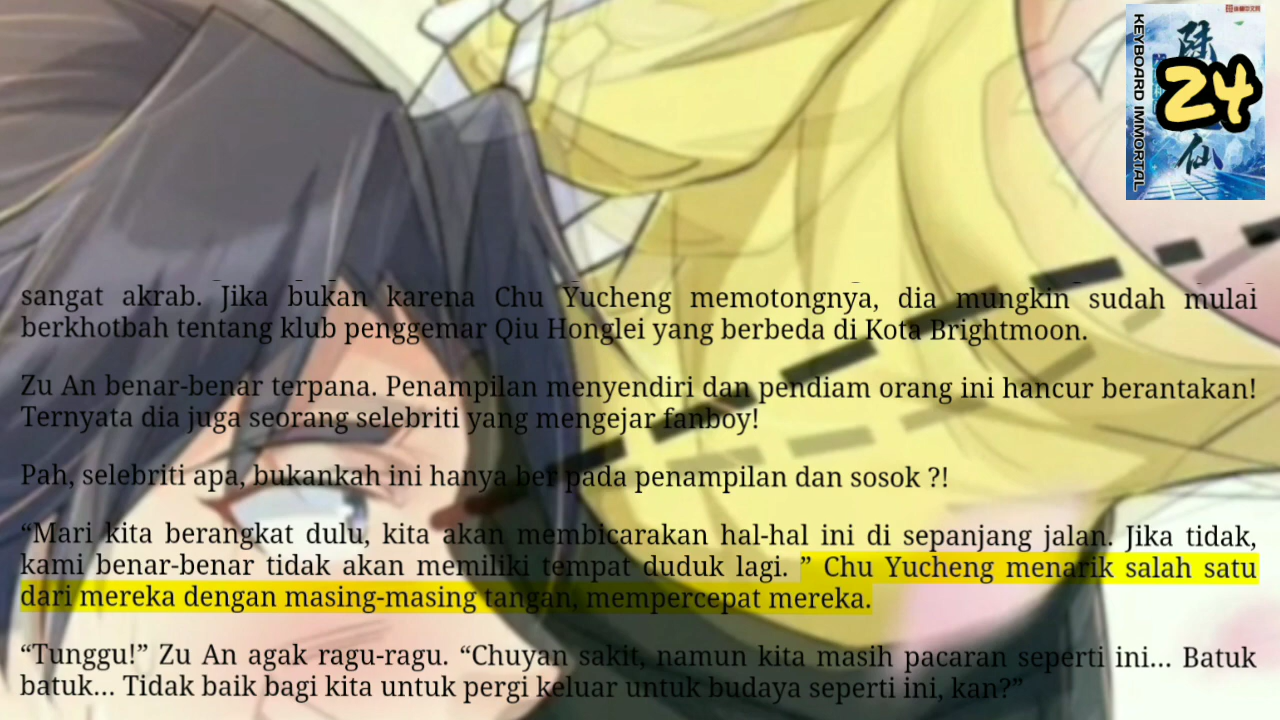 KEYBOARD IMMORTAL
24
仙
sangat akrab. Jika bukan karena Chu Yucheng memotongnya, dia mungkin sudah mulai
berkhotbah tentang klub penggemar Qiu Honglei yang berbeda di Kota Brightmoon.
Zu An benar-benar terpana. Penampilan menyendiri dan pendiam orang ini hancur berantakan!
Ternyata dia juga seorang selebriti yang mengejar fanboy!
Pah, selebriti apa, bukankah ini hanya ber pada penampilan dan sosok ?!
“Mari kita berangkat dulu, kita akan membicarakan hal-hal ini di sepanjang jalan. Jika tidak,
kami benar-benar tidak akan memiliki tempat duduk lagi. ” Chu Yucheng menarik salah satu
dari mereka dengan masing-masing tangan, mempercepat mereka.
“Tunggu!” Zu An agak ragu-ragu. “Chuyan sakit, namun kita masih pacaran seperti ini... Batuk
batuk... Tidak baik bagi kita untuk pergi keluar untuk budaya seperti ini, kan?”